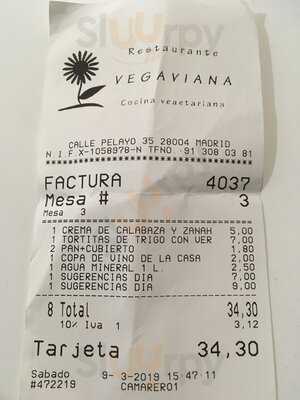 Sluurpy
Restaurante
VEGAVIANA
Cocina vegetariana
CALLE PELAYO 35 28004 MADRID
N I F X-1058978-N TFNO 91 308 03 81
FACTURA 4037
Mesa # 3
Mesa 3
1 CREMA DE CALABAZA Y ZANAH 5,00
1 TORTITAS DE TRIGO CON VER 7,00
2 PAN+CUBIERTO 1,80
1 COPA DE VINO DE LA CASA 2,00
1 AGUA MINERAL 1 L. 2,50
1 SUGERENCIAS DIA 7,00
1 SUGERENCIAS DIA 9,00
8 Total 34,30
10% Iva 1 3,12
Tarjeta 34,30
Sabado 9- 3-2019 15 47 11
#472219 CAMARERO1